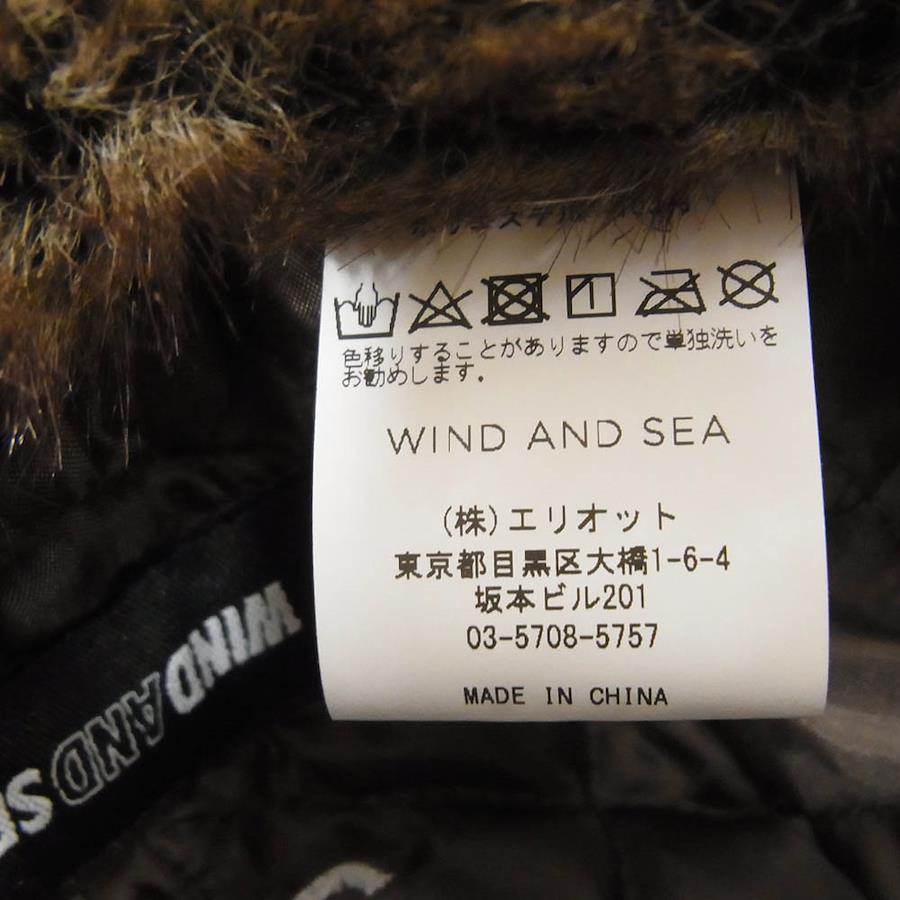 色移りすることがありますので単独洗いを
お勧めします.
WIND AND SEA
(株)エリオット
東京都目黒区大橋1-6-4
坂本ビル201
03-5708-5757
MADE IN CHINA
WIND AND SE